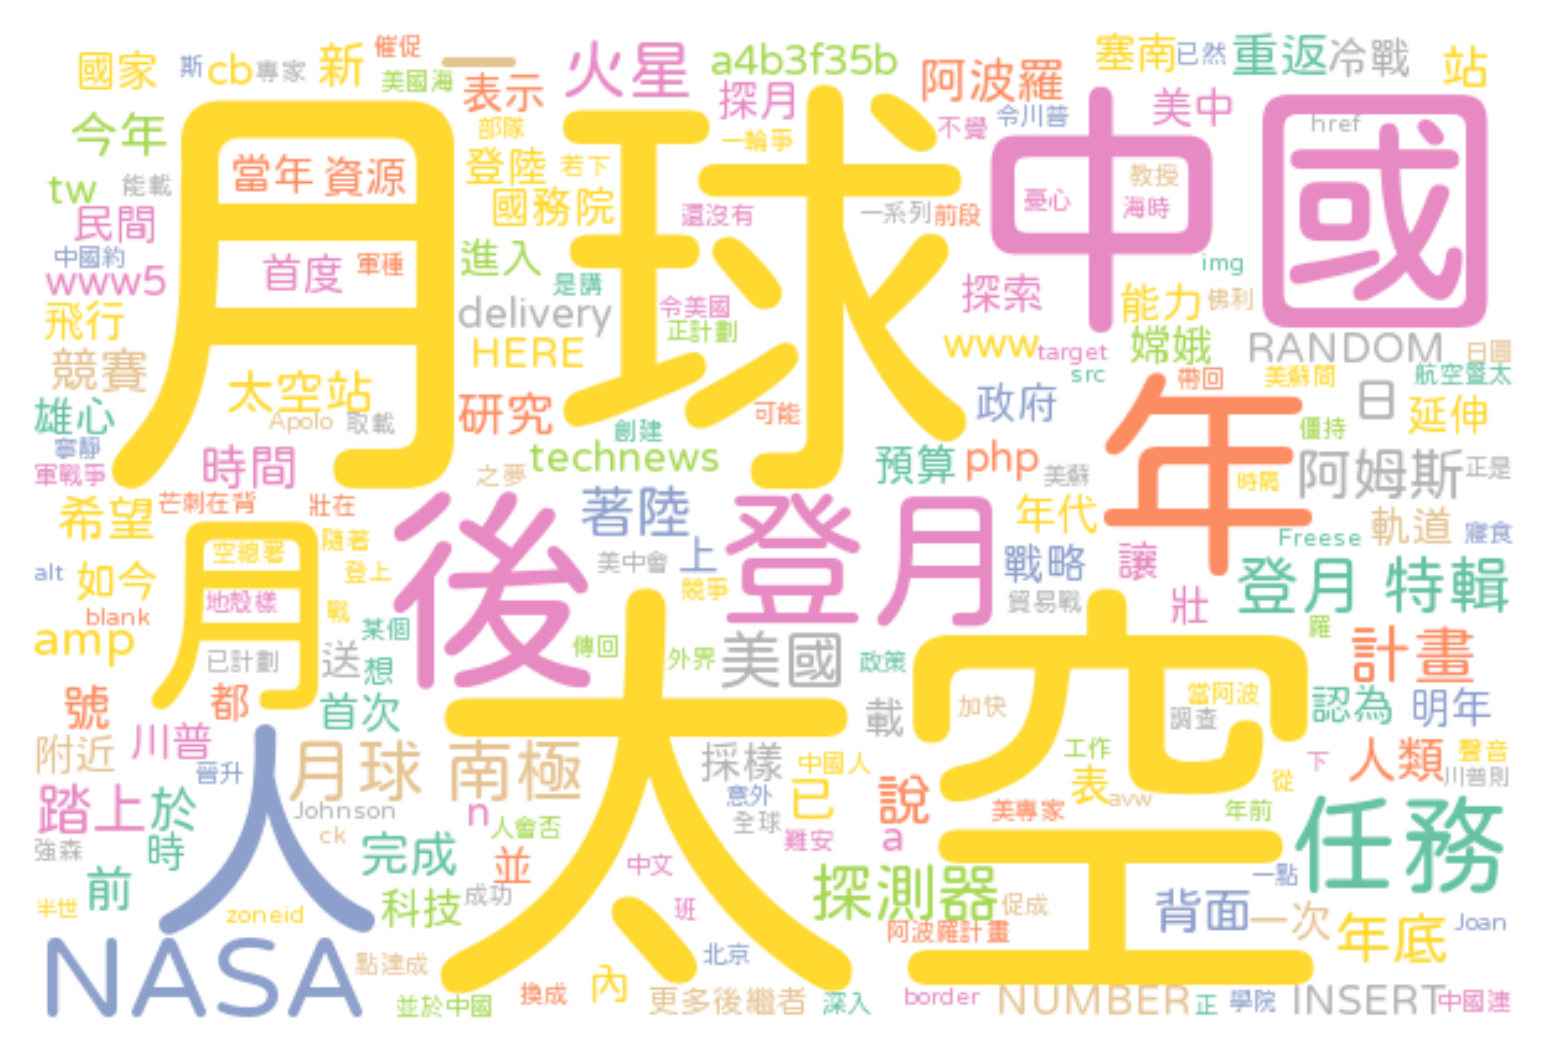 國家 斯 cb 專家 新 催促 美國海 一 表示 部隊 火星 a4b3f35b 探月 一輪爭 阿波羅 不覺 令川普 塞南 已然 重返 冷戰 站
今年 月球 中國 美中 href
tw 能載 當年 資源 登陸 若下 國務院 還沒有 一系列 前段 憂心 教授 海時
民間 中國約 www5 首度 軍種 進入 是講 令美國 正計劃 探索 img 能力 佛利
飛行 delivery HERE www target src 嫦娥 RANDOM 日圓
競賽 太空站 Apolo 取載 研究 可能 創建 政府 年 帶回 美蘇間 航空暨太
雄心 寧靜 軍戰爭 時間 之夢 technews 預算 php 美蘇 日 延伸 僵持 時隔 阿姆斯 正是
希望 芒刺在背 壯在 隨著 後 著陸 登月 年代 Freese 軌道 寢食
alt 如今 blank 月 空總署 登上 地殼樣 戰 美中會 上 競爭 戰略 讓 貿易戰 壯 登月 特輯
amp 已計劃 某個 送 想 傳回 太空 外界 美國 政策 羅 計畫
號 都 首次 載 加快 當阿波 調查 認為 明年
附近 川普 晉升 月球 南極 採樣 中國人 工作 表 avw 從 年前 下 人類 聲音 川普則
踏上 於 人 Johnson n 人會否 意外 全球 難安 已 說 a 美專家 任務
強森 時 ck 完成 並 中文
前 半世 zoneid 科技 成功 班 探測器 促成 背面 一點 一次 年底 Joan
NASA 點達成 北京 阿波羅計畫
並於中國 換成 內 更多後繼者 深入 border NUMBER 正 學院 INSERT 中國連